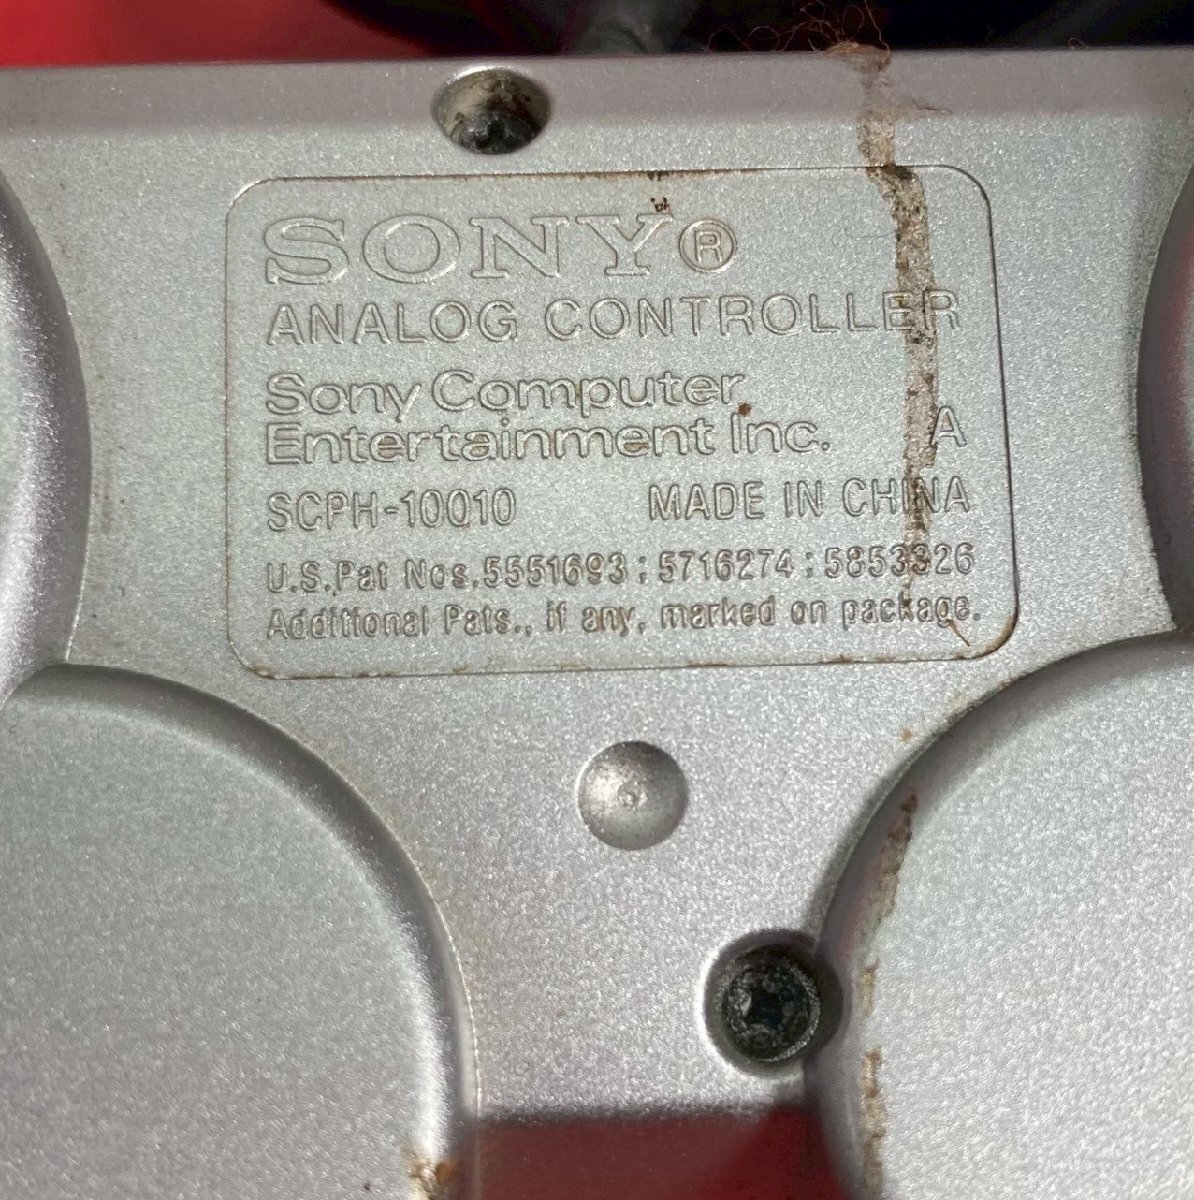 SONY®
ANALOG CONTROLLER
Sony Computer
Entertainment Inc. A
SCPH-10010 MADE IN CHINA
U.S.Pat Nos.5551693 ; 5716274 ; 5853326
Additional Pats., if any, marked on package.